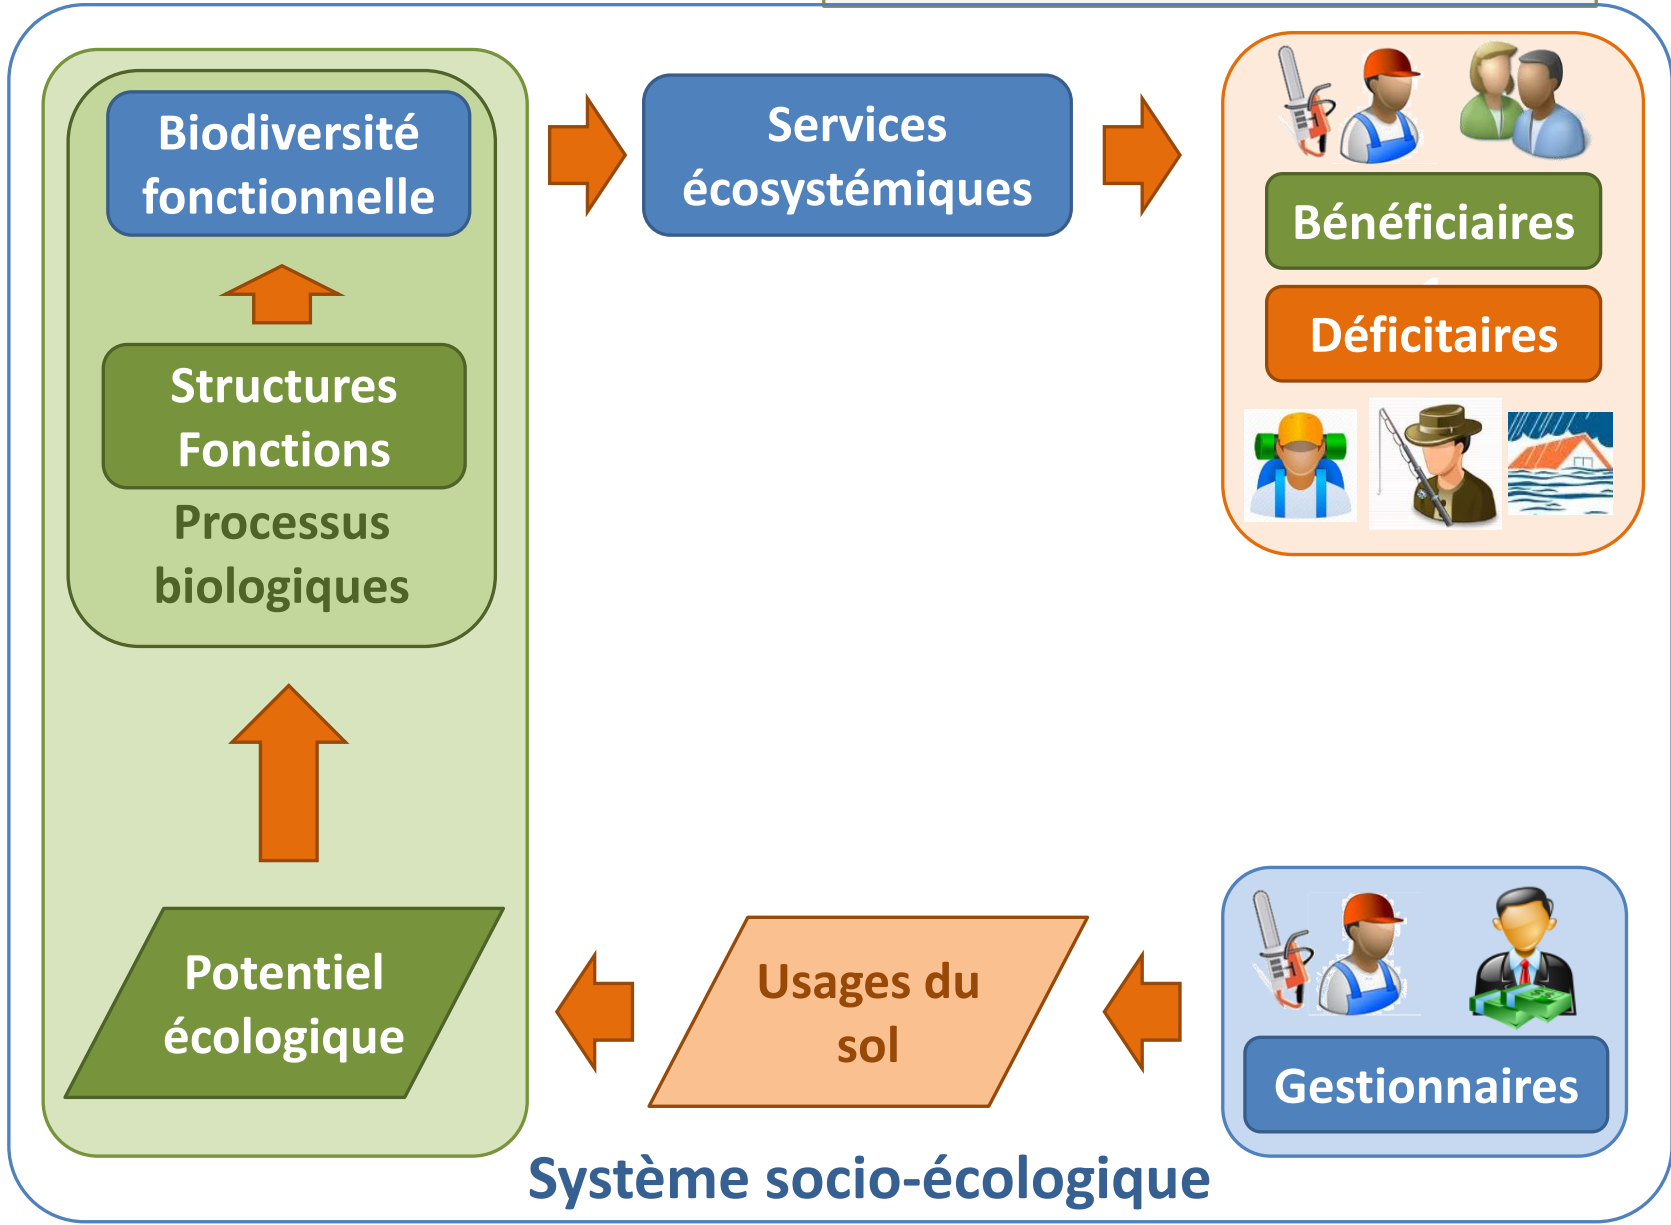 Biodiversité
fonctionnelle
Services
écosystémiques
Bénéficiaires
Déficitaires
Structures
Fonctions
Processus
biologiques
Potentiel
écologique
Usages du
sol
Gestionnaires
Système socio-écologique